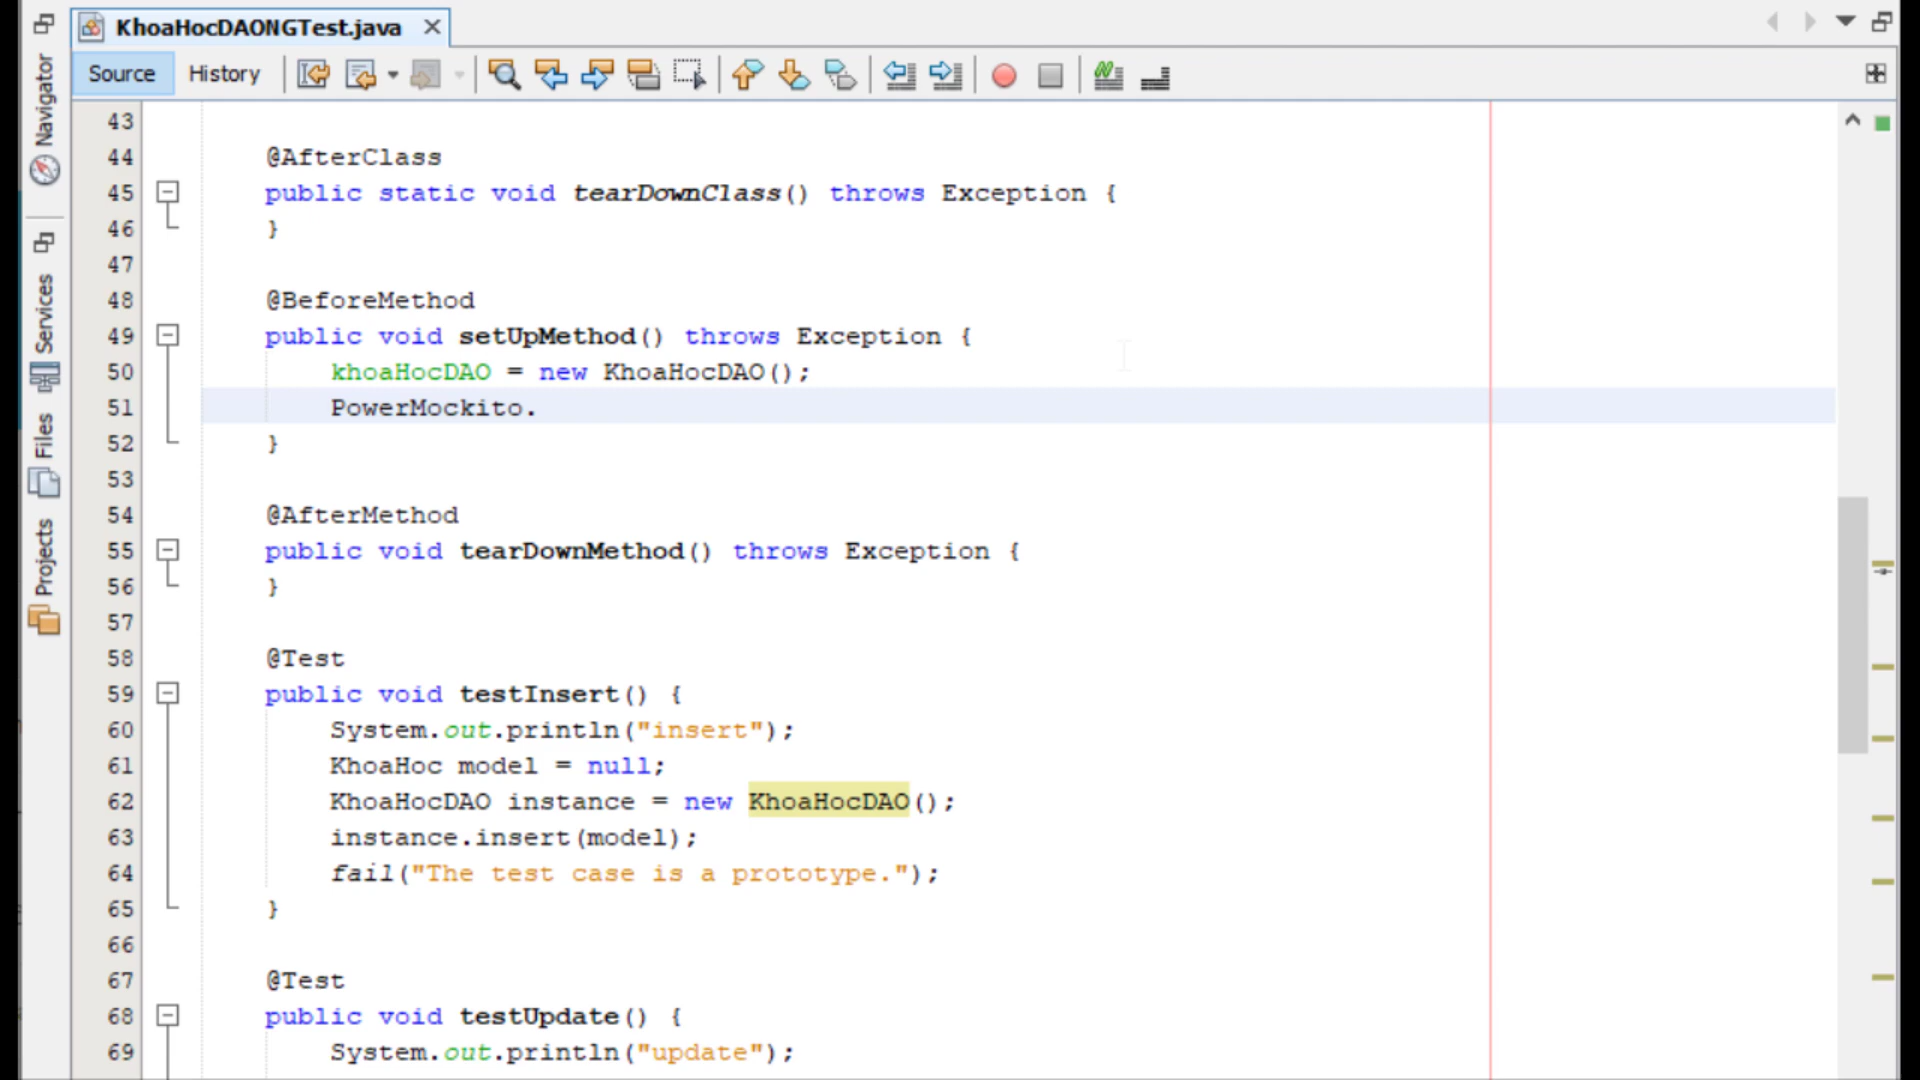 KhoaHocDAONGTest.java
Source History
Navigator
Services
Files
Projects
43
44 @AfterClass
45 public static void tearDownClass() throws Exception {
46 }
47
48 @BeforeMethod
49 public void setUpMethod() throws Exception {
50 khoaHocDAO = new KhoaHocDAO();
51 PowerMockito.
52 }
53
54 @AfterMethod
55 public void tearDownMethod() throws Exception {
56 }
57
58 @Test
59 public void testInsert() {
60 System.out.println("insert");
61 KhoaHoc model = null;
62 KhoaHocDAO instance = new KhoaHocDAO();
63 instance.insert(model);
64 fail("The test case is a prototype.");
65 }
66
67 @Test
68 public void testUpdate() {
69 System.out.println("update");